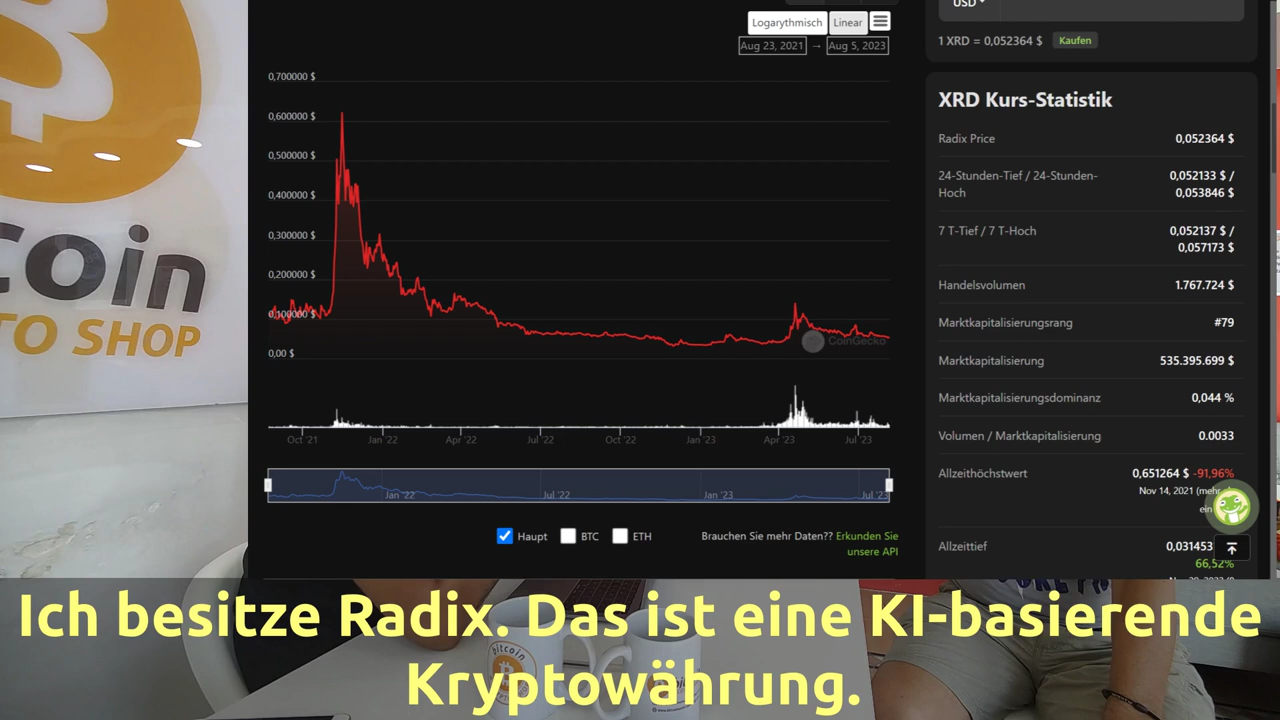 USD
Logarythmisch Linear
1 XRD = 0,052364 $ Kaufen
Aug 23, 2021 → Aug 5, 2023
0,700000 $
0,600000 $
0,500000 $
0,400000 $
0,300000 $
0,200000 $
0,100000 $
0,00 $
CoinGecko
Oct '21 Jan '22 Apr '22 Jul '22 Oct '22 Jan '23 Apr '23 Jul '23
Jan '22 Jul '22 Jan '23 Jul '23
Haupt BTC ETH
Brauchen Sie mehr Daten?? Erkunden Sie
unsere API
XRD Kurs-Statistik
Radix Price 0,052364 $
24-Stunden-Tief / 24-Stunden- 0,052133 $ /
Hoch 0,053846 $
7 T-Tief / 7 T-Hoch 0,052137 $ /
0,057173 $
Handelsvolumen 1.767.724 $
Marktkapitalisierungsrang #79
Marktkapitalisierung 535.395.699 $
Marktkapitalisierungsdominanz 0,044 %
Volumen / Marktkapitalisierung 0.0033
Allzeithöchstwert 0,651264 $ -91,96%
Nov 14, 2021 (mehr
ein
Allzeittief 0,031453
66,52%
coin
TO SHOP
bitcoin
Ich besitze Radix. Das ist eine KI-basierende
Kryptowährung.